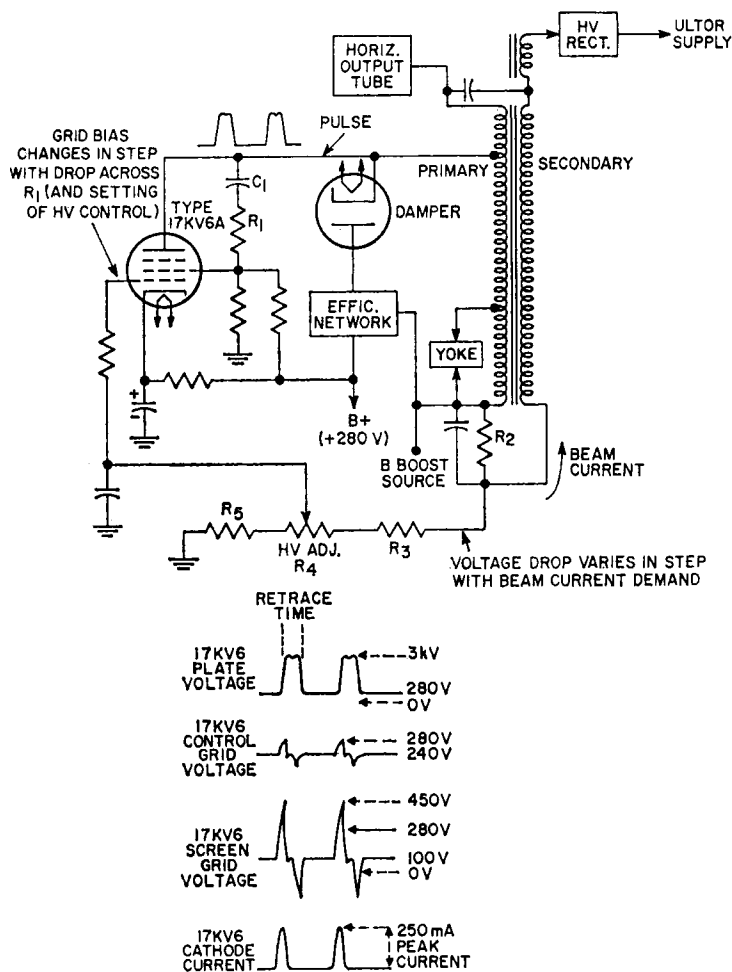 HV
RECT.
ULTOR
SUPPLY
HORIZ.
OUTPUT
TUBE
GRID BIAS
CHANGES IN STEP
WITH DROP ACROSS
R1 (AND SETTING
OF HV CONTROL)
PULSE
PRIMARY
SECONDARY
C1
TYPE
17KV6A
R1
DAMPER
EFFIC.
NETWORK
YOKE
+
-
B+
(+280 V)
B BOOST
SOURCE
R2
BEAM
CURRENT
R5
HV ADJ.
R4
R3
VOLTAGE DROP VARIES IN STEP
WITH BEAM CURRENT DEMAND
RETRACE
TIME
17KV6
PLATE
VOLTAGE
3kV
280V
0V
17KV6
CONTROL
GRID
VOLTAGE
280V
240V
17KV6
SCREEN
GRID
VOLTAGE
450V
280V
100V
0V
17KV6
CATHODE
CURRENT
250mA
PEAK
CURRENT